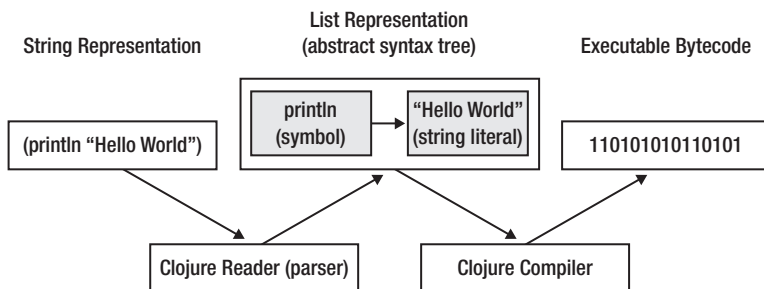 String Representation
List Representation
(abstract syntax tree)
Executable Bytecode
(println “Hello World”)
println
(symbol)
“Hello World”
(string literal)
110101010110101
Clojure Reader (parser)
Clojure Compiler